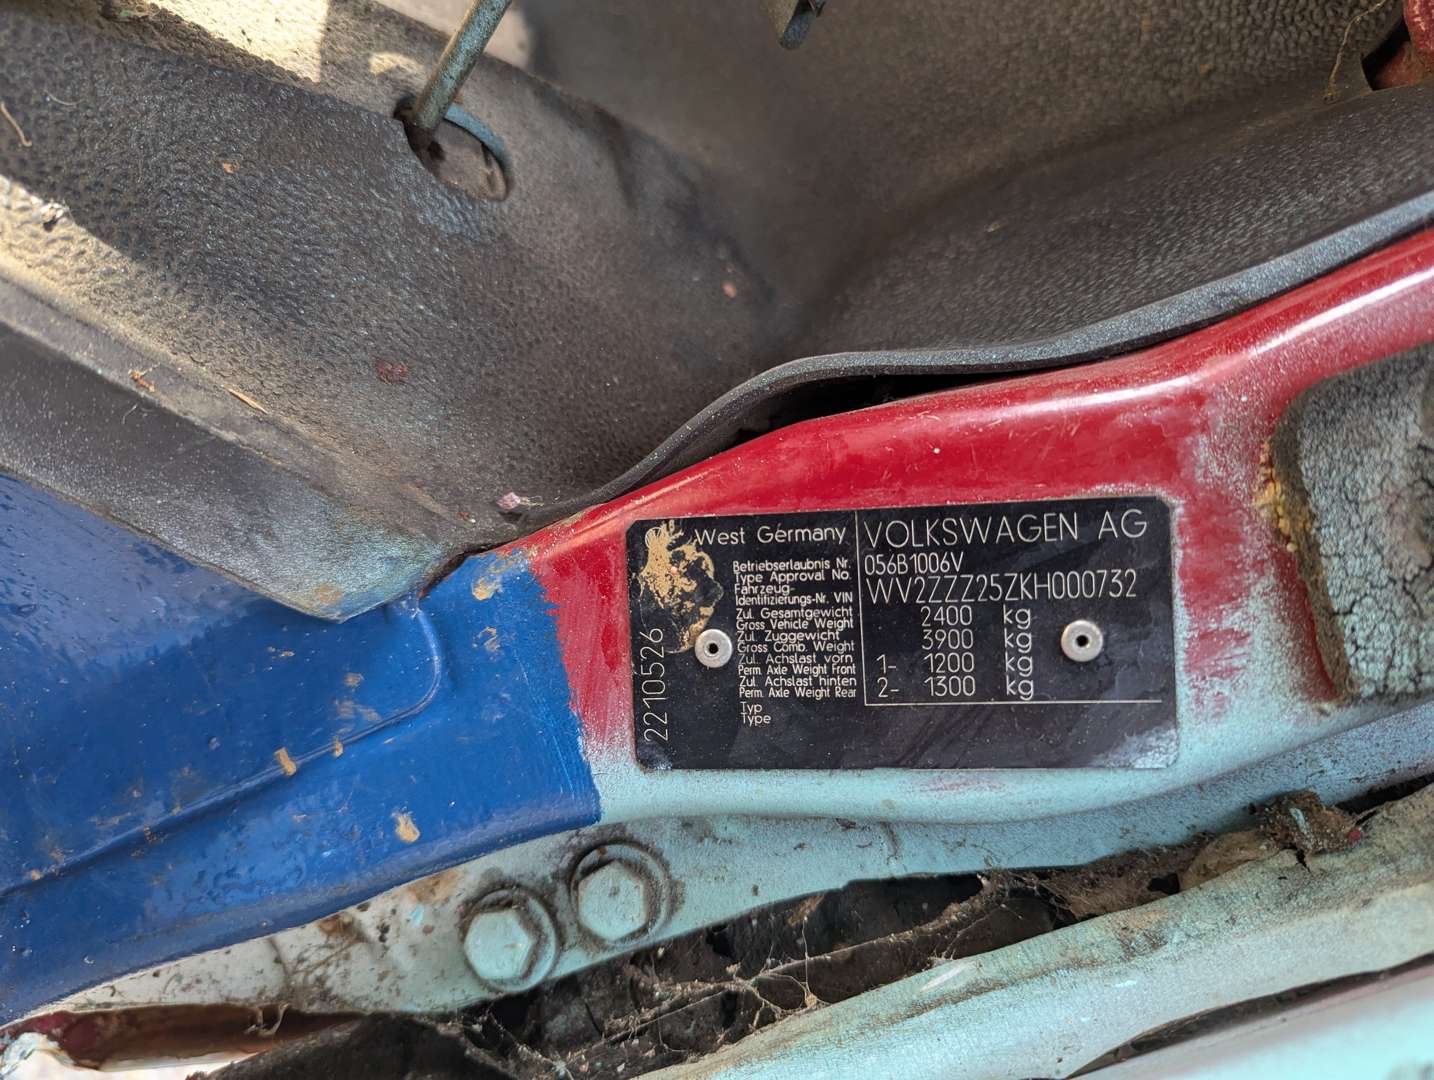 West Germany
VOLKSWAGEN AG
Betriebserlaubnis Nr.
Type Approval No.
056B1006V
Fahrzeug-
Identifizierungs-Nr. VIN
WV2ZZZ25ZKH000732
Zul. Gesamtgewicht
Gross Vehicle Weight
2400 kg
Zul. Zuggewicht
Gross Comb. Weight
3900 kg
Zul. Achslast vorn
Perm. Axle Weight Front
1- 1200 kg
Zul. Achslast hinten
Perm. Axle Weight Rear
2- 1300 kg
Typ
Type
2210526